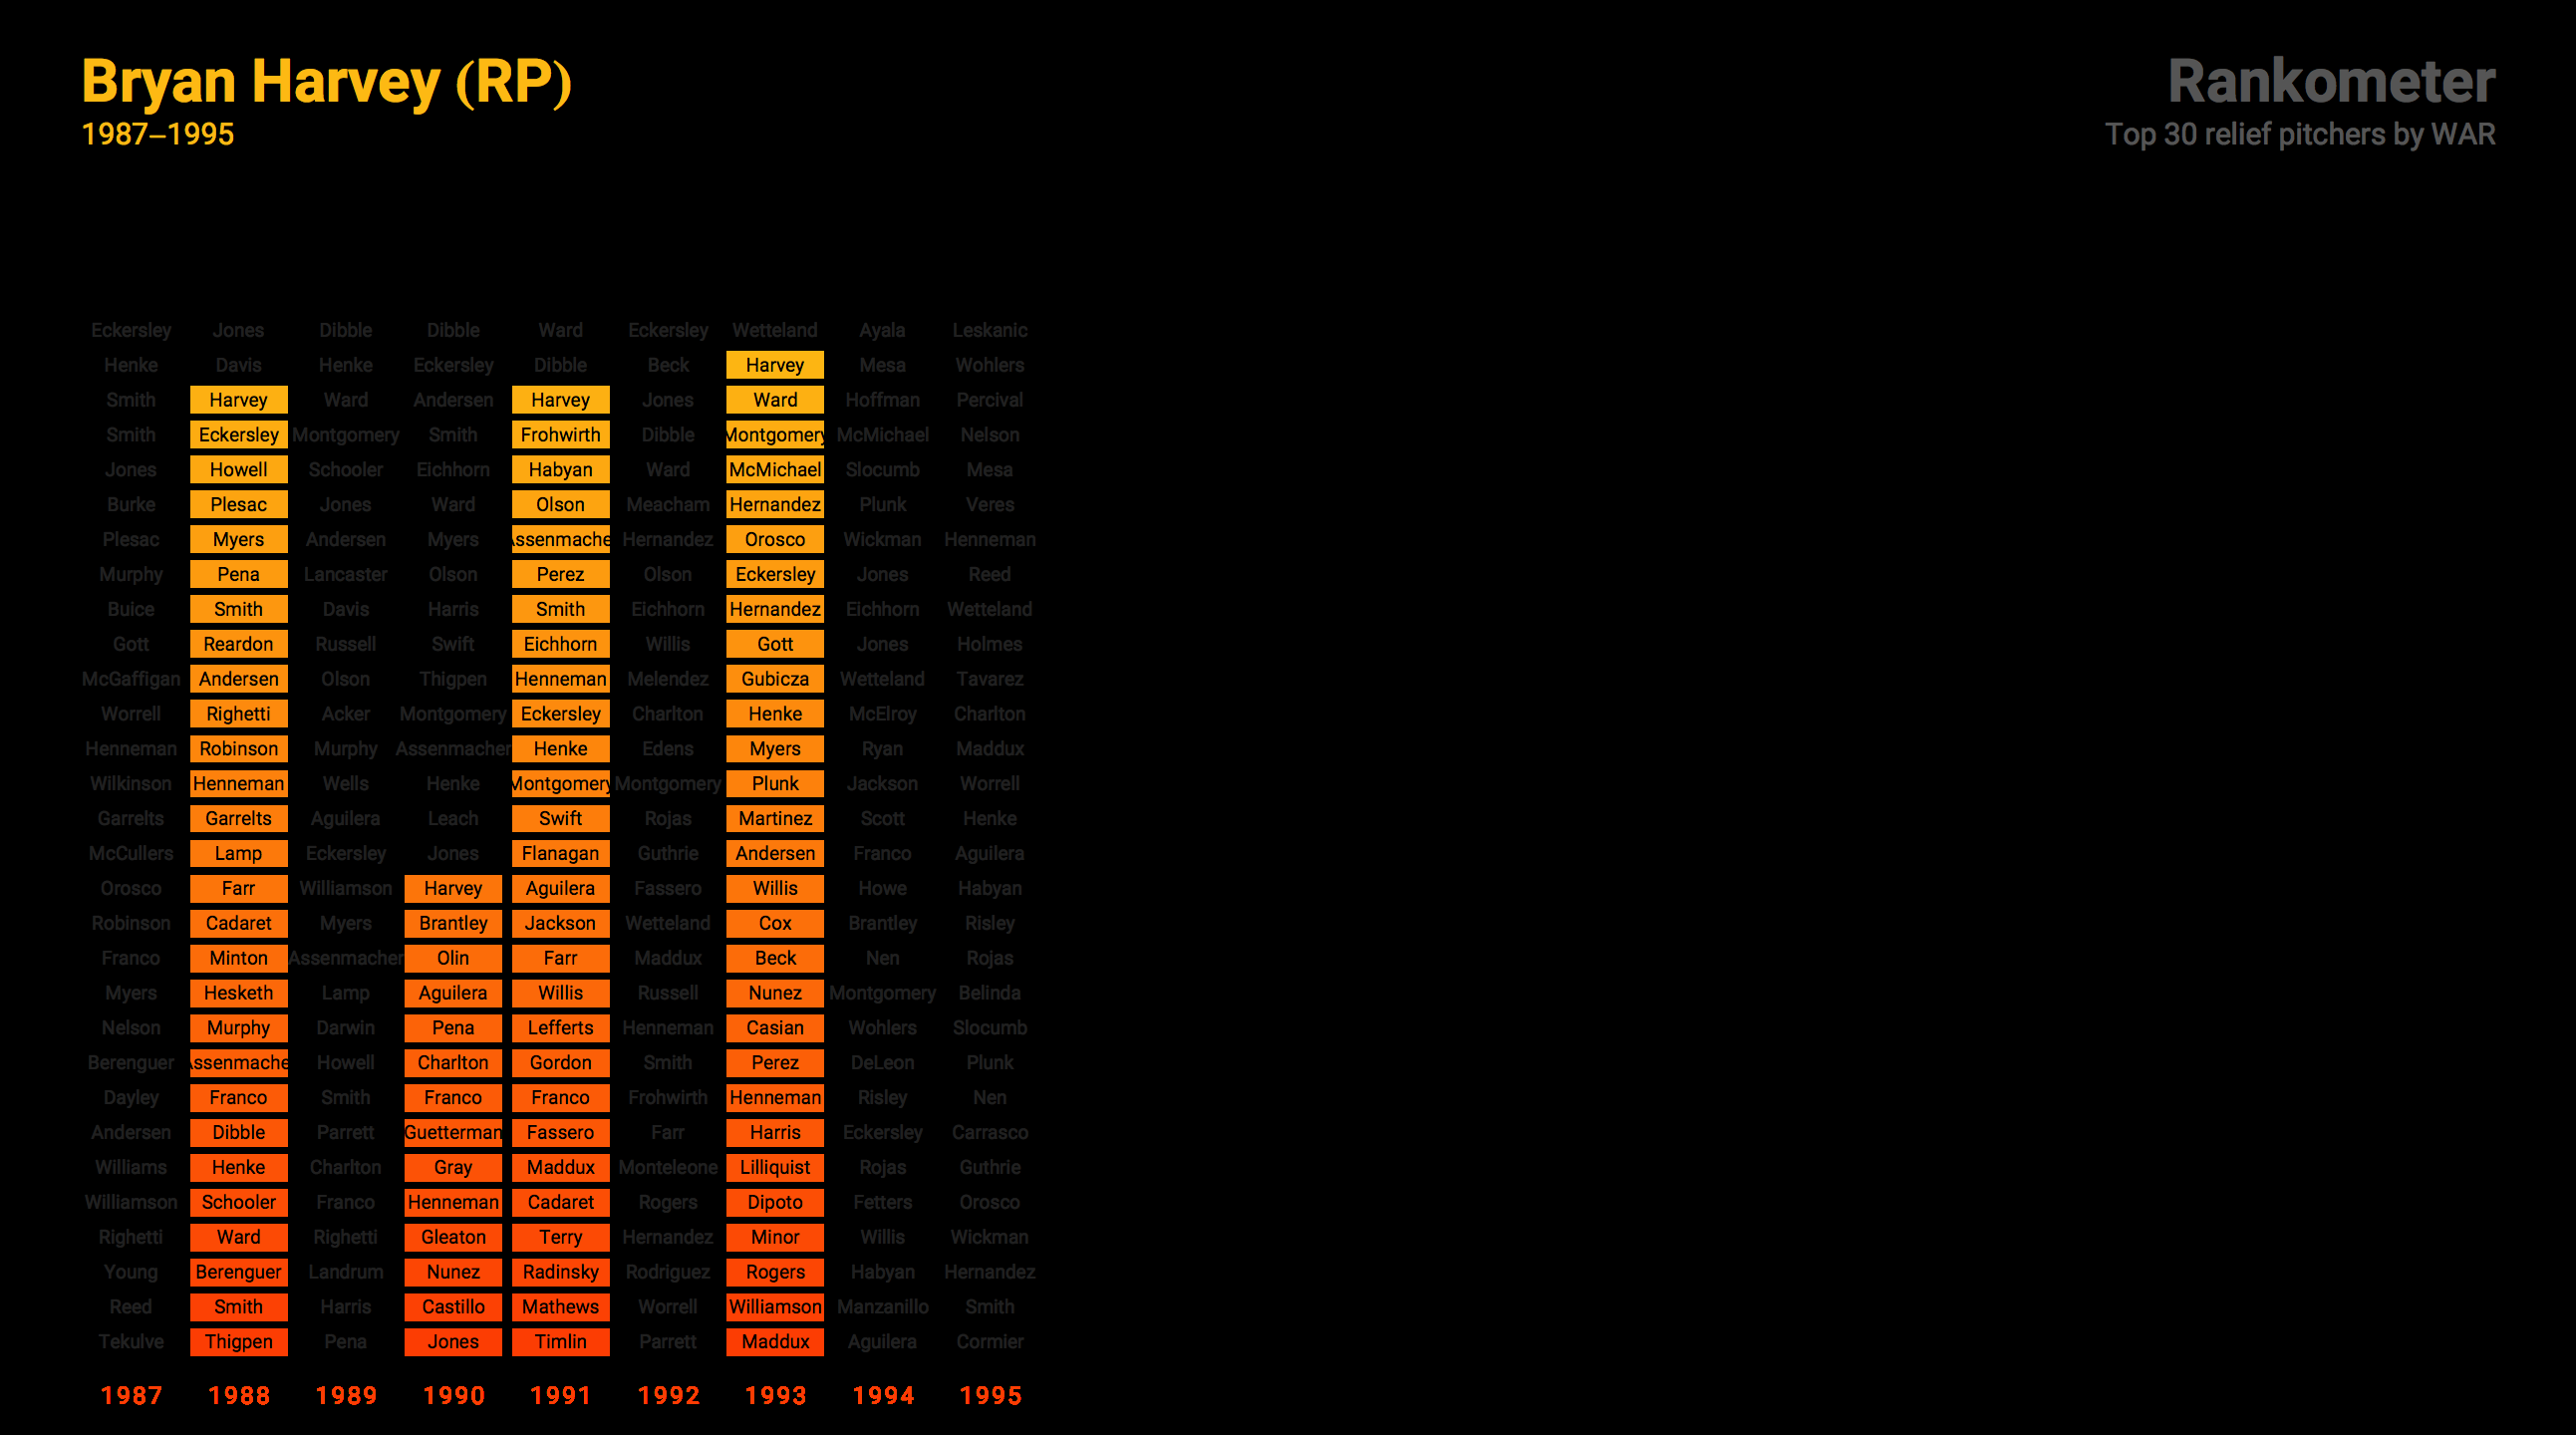 Bryan Harvey (RP)
1987–1995
Rankometer
Top 30 relief pitchers by WAR
Eckersley Jones Dibble Dibble Ward Eckersley Wetteland Ayala Leskanic
Henke Davis Henke Eckersley Dibble Beck Harvey Mesa Wohlers
Smith Harvey Ward Andersen Harvey Jones Ward Hoffman Percival
Smith Eckersley Montgomery Smith Frohwirth Dibble Montgomery McMichael Nelson
Jones Howell Schooler Eichhorn Habyan Ward McMichael Slocumb Mesa
Burke Plesac Jones Ward Olson Meacham Hernandez Plunk Veres
Plesac Myers Andersen Myers Assenmache Hernandez Orosco Wickman Henneman
Murphy Pena Lancaster Olson Perez Olson Eckersley Jones Reed
Buice Smith Davis Harris Smith Eichhorn Hernandez Eichhorn Wetteland
Gott Reardon Russell Swift Eichhorn Willis Gott Jones Holmes
McGaffigan Andersen Olson Thigpen Henneman Melendez Gubicza Wetteland Tavarez
Worrell Righetti Acker Montgomery Eckersley Charlton Henke McElroy Charlton
Henneman Robinson Murphy Assenmacher Henke Edens Myers Ryan Maddux
Wilkinson Henneman Wells Henke Montgomery Montgomery Plunk Jackson Worrell
Garrelts Garrelts Aguilera Leach Swift Rojas Martinez Scott Henke
McCullers Lamp Eckersley Jones Flanagan Guthrie Andersen Franco Aguilera
Orosco Farr Williamson Harvey Aguilera Fassero Willis Howe Habyan
Robinson Cadaret Myers Brantley Jackson Wetteland Cox Brantley Risley
Franco Minton Assenmacher Olin Farr Maddux Beck Nen Rojas
Myers Hesketh Lamp Aguilera Willis Russell Nunez Montgomery Belinda
Nelson Murphy Darwin Pena Lefferts Henneman Casian Wohlers Slocumb
Berenguer Assenmache Howell Charlton Gordon Smith Perez DeLeon Plunk
Dayley Franco Smith Franco Franco Frohwirth Henneman Risley Nen
Andersen Dibble Parrett Guetterman Fassero Farr Harris Eckersley Carrasco
Williams Henke Charlton Gray Maddux Monteleone Lilliquist Rojas Guthrie
Williamson Schooler Franco Henneman Cadaret Rogers Dipoto Fetters Orosco
Righetti Ward Righetti Gleaton Terry Hernandez Minor Willis Wickman
Young Berenguer Landrum Nunez Radinsky Rodriguez Rogers Habyan Hernandez
Reed Smith Harris Castillo Mathews Worrell Williamson Manzanillo Smith
Tekulve Thigpen Pena Jones Timlin Parrett Maddux Aguilera Cormier
1987 1988 1989 1990 1991 1992 1993 1994 1995